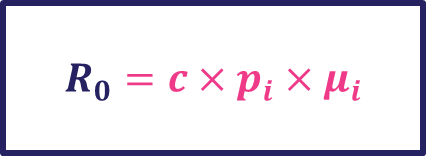 R₀ = c × pᵢ × μᵢ